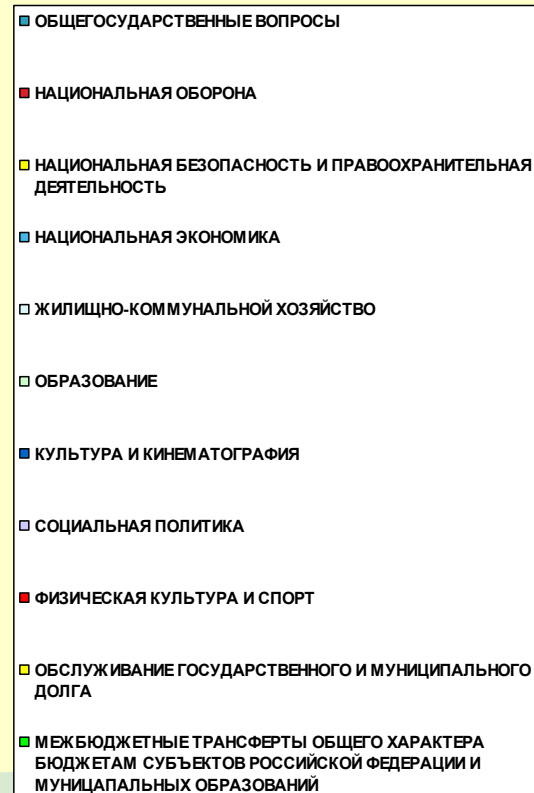 ОБЩЕГОСУДАРСТВЕННЫЕ ВОПРОСЫ
НАЦИОНАЛЬНАЯ ОБОРОНА
НАЦИОНАЛЬНАЯ БЕЗОПАСНОСТЬ И ПРАВООХРАНИТЕЛЬНАЯ
ДЕЯТЕЛЬНОСТЬ
НАЦИОНАЛЬНАЯ ЭКОНОМИКА
ЖИЛИЩНО-КОММУНАЛЬНОЙ ХОЗЯЙСТВО
ОБРАЗОВАНИЕ
КУЛЬТУРА И КИНЕМАТОГРАФИЯ
СОЦИАЛЬНАЯ ПОЛИТИКА
ФИЗИЧЕСКАЯ КУЛЬТУРА И СПОРТ
ОБСЛУЖИВАНИЕ ГОСУДАРСТВЕННОГО И МУНИЦИПАЛЬНОГО
ДОЛГА
МЕЖБЮДЖЕТНЫЕ ТРАНСФЕРТЫ ОБЩЕГО ХАРАКТЕРА
БЮДЖЕТАМ СУБЪЕКТОВ РОССИЙСКОЙ ФЕДЕРАЦИИ И
МУНИЦАПАЛЬНЫХ ОБРАЗОВАНИЙ